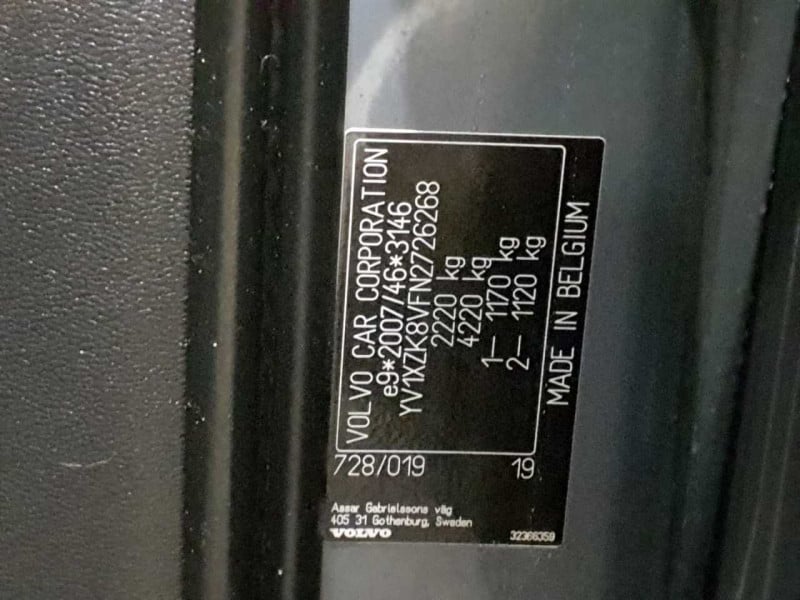 VOLVO CAR CORPORATION
e9*2007/46*3146
YV1XZK8VFN2726268
2220 kg
4220 kg
1– 1170 kg
2– 1120 kg
MADE IN BELGIUM
728/019
19
Assar Gabrielssons väg
405 31 Gothenburg, Sweden
VOLVO
32366359